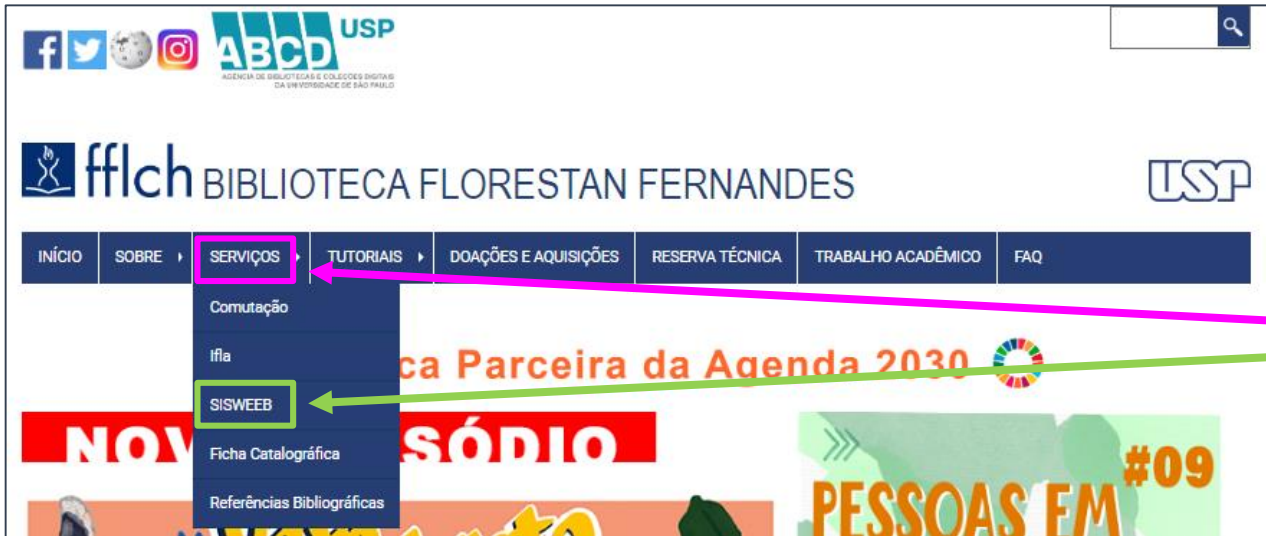 USP
ABCD
AGÊNCIA DE BIBLIOTECAS E COLEÇÕES DIGITAIS
DA UNIVERSIDADE DE SÃO PAULO
fflch BIBLIOTECA FLORESTAN FERNANDES
USP
INÍCIO SOBRE SERVIÇOS TUTORIAIS DOAÇÕES E AQUISIÇÕES RESERVA TÉCNICA TRABALHO ACADÊMICO FAQ
Comutação
Ifla
ca Parceira da Agenda 2030
SISWEEB
NOV SÓDIO
Ficha Catalográfica
#09
Referências Bibliográficas
PESSOAS EM